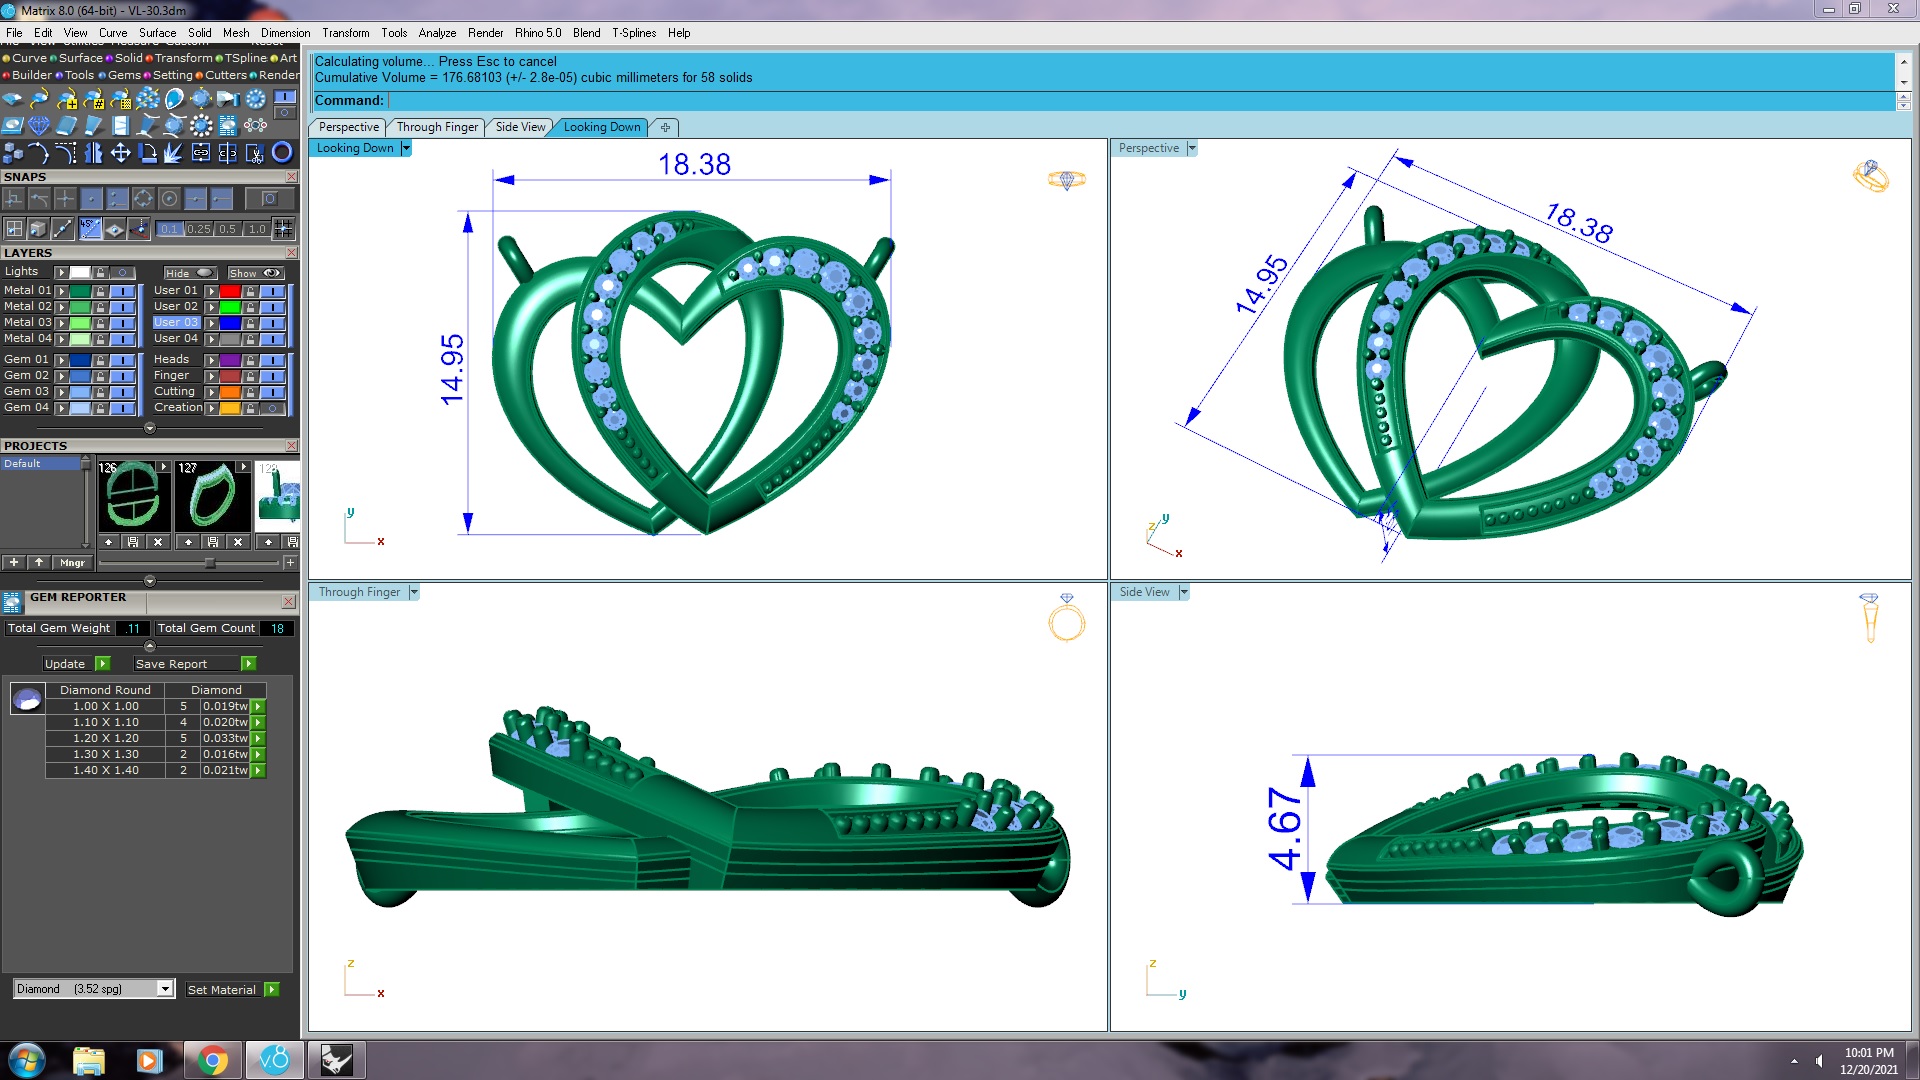 Matrix 8.0 (64-bit) - VL-30.3dm
File Edit View Curve Surface Solid Mesh Dimension Transform Tools Analyze Render Rhino 5.0 Blend T-Splines Help
Curve Surface Solid Transform TSpline Art
Builder Tools Gems Setting Cutters Render
Calculating volume... Press Esc to cancel
Cumulative Volume = 176.68103 (+/- 2.8e-05) cubic millimeters for 58 solids
Command:
Perspective Through Finger Side View Looking Down
SNAPS
45°
0.1 0.25 0.5 1.0
LAYERS
Lights Hide Show
Metal 01 User 01
Metal 02 User 02
Metal 03 User 03
Metal 04 User 04
Gem 01 Heads
Gem 02 Finger
Gem 03 Cutting
Gem 04 Creation
PROJECTS
Default
126 127 128
Mngr
GEM REPORTER
Total Gem Weight .11 Total Gem Count 18
Update Save Report
Diamond Round Diamond
1.00 X 1.00 5 0.019tw
1.10 X 1.10 4 0.020tw
1.20 X 1.20 5 0.033tw
1.30 X 1.30 2 0.016tw
1.40 X 1.40 2 0.021tw
Diamond (3.52 spg) Set Material
Looking Down
18.38
14.95
y
x
Perspective
18.38
14.95
z y
x
Through Finger
z
x
Side View
4.67
z
y
v8
10:01 PM
12/20/2021